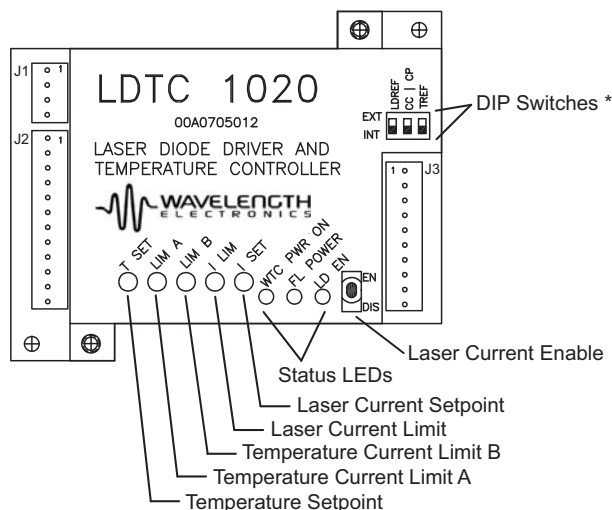 J1
1
J2
1
LDTC 1020
00A0705012
LASER DIODE DRIVER AND
TEMPERATURE CONTROLLER
WAVELENGTH
ELECTRONICS
LDREF
CC | CP
TREF
EXT
INT
DIP Switches *
1
J3
T SET
LIM A
LIM B
I LIM
I SET
WTC PWR ON
FL POWER
LD EN
EN
DIS
Laser Current Enable
Status LEDs
Laser Current Setpoint
Laser Current Limit
Temperature Current Limit B
Temperature Current Limit A
Temperature Setpoint